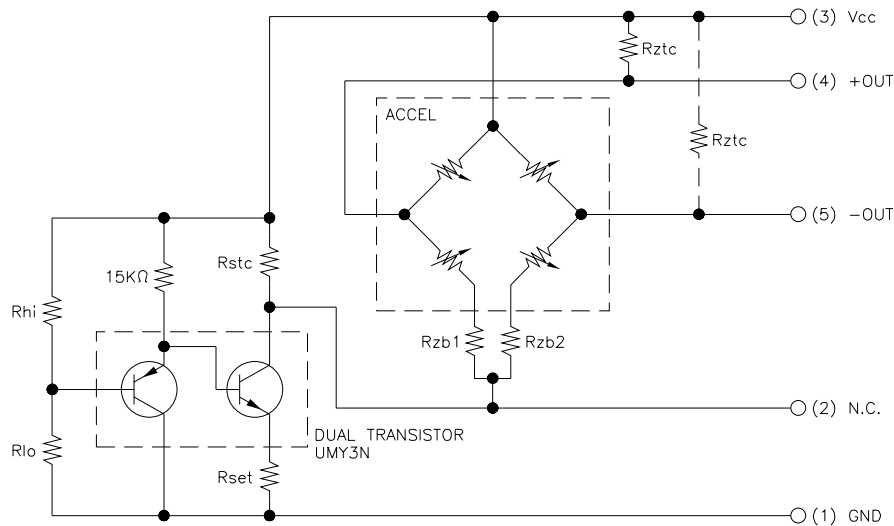 (3) Vcc
Rztc
(4) +OUT
ACCEL
Rztc
(5) -OUT
15KΩ
Rstc
Rhi
Rzb1
Rzb2
(2) N.C.
DUAL TRANSISTOR
UMY3N
Rlo
Rset
(1) GND